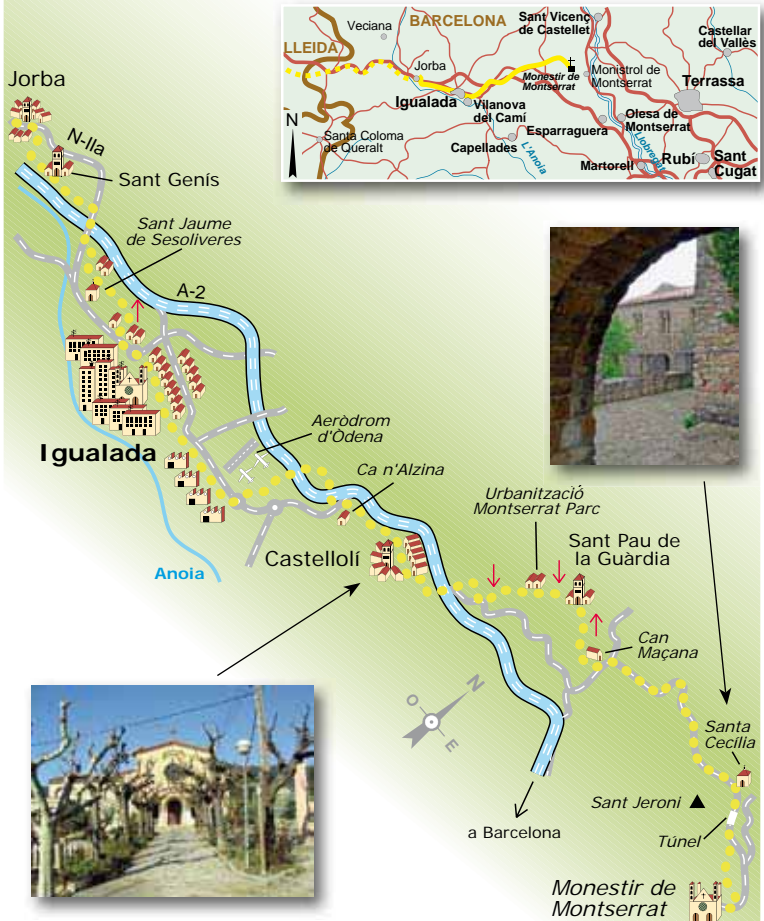 Veciana
BARCELONA
Sant Vicenç
de Castellet
Castellar
del Vallès
LLEIDA
Jorba
Monestir de
Montserrat
Monistrol de
Montserrat
Terrassa
Igualada
Vilanova
del Camí
N
Esparraguera
Olesa de
Montserrat
Santa Coloma
de Queralt
Capellades
L'Anoia
Llobregat
Martorell
Rubí
Sant
Cugat
Jorba
N-IIa
Sant Genís
Sant Jaume
de Sesoliveres
A-2
Igualada
Aeròdrom
d'Òdena
Ca n'Alzina
Anoia
Castellolí
Urbanització
Montserrat Parc
Sant Pau de
la Guàrdia
Can
Maçana
N
O
E
Santa
Cecília
Sant Jeroni
Túnel
a Barcelona
Monestir de
Montserrat